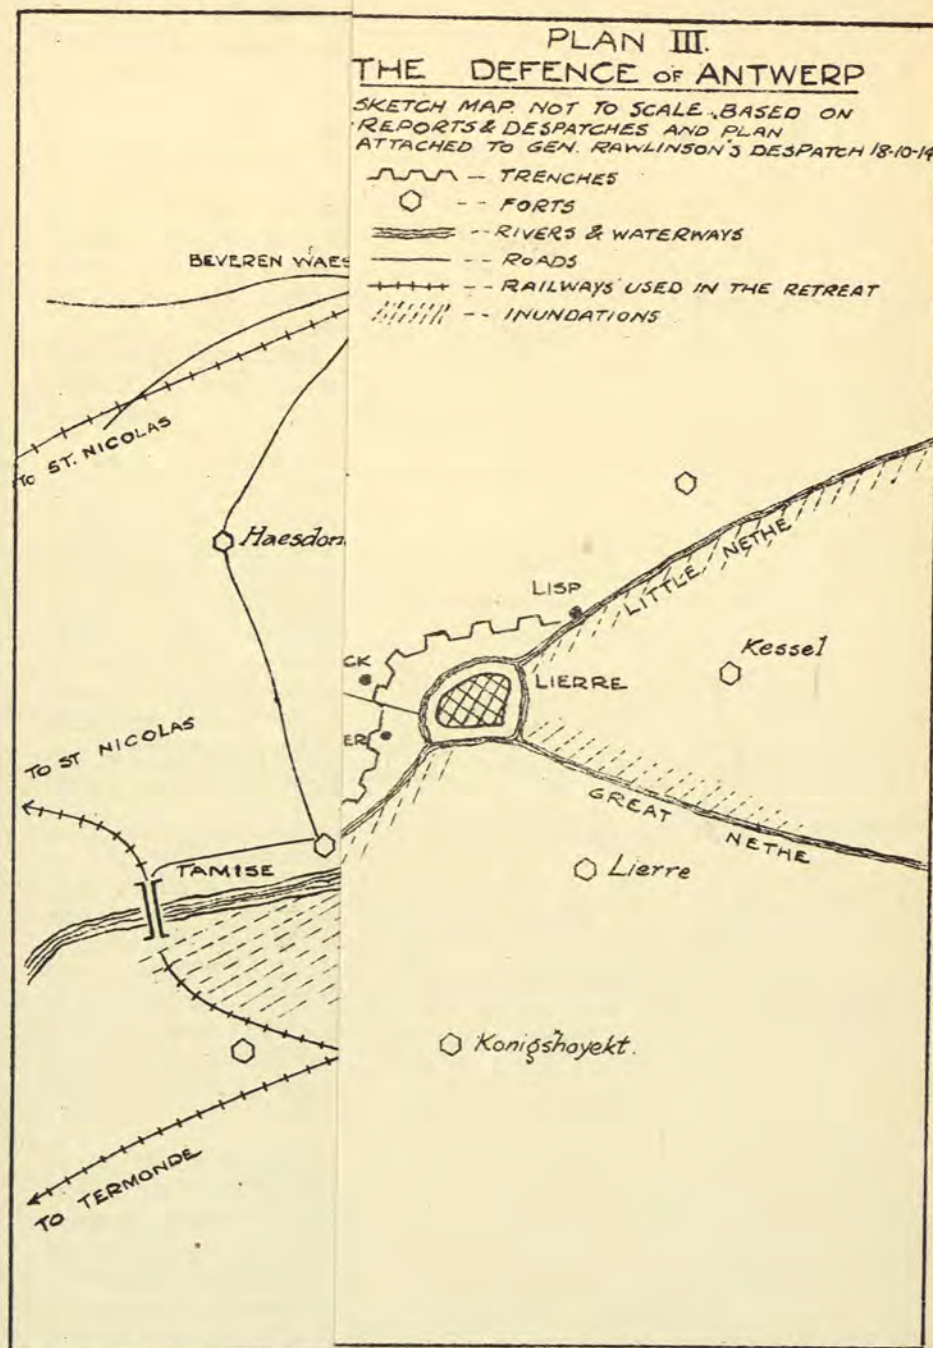 PLAN III.
THE DEFENCE OF ANTWERP
SKETCH MAP. NOT TO SCALE. BASED ON
REPORTS & DESPATCHES AND PLAN
ATTACHED TO GEN. RAWLINSON'S DESPATCH 18-10-14
-- TRENCHES
-- FORTS
-- RIVERS & WATERWAYS
-- ROADS
-- RAILWAYS USED IN THE RETREAT
-- INUNDATIONS
BEVEREN WAES
TO ST. NICOLAS
Haesdon
LISP
LITTLE NETHE
Kessel
CK
LIERRE
ER
TO ST NICOLAS
GREAT NETHE
TAMISE
Lierre
Konigshoyekt.
TO TERMONDE